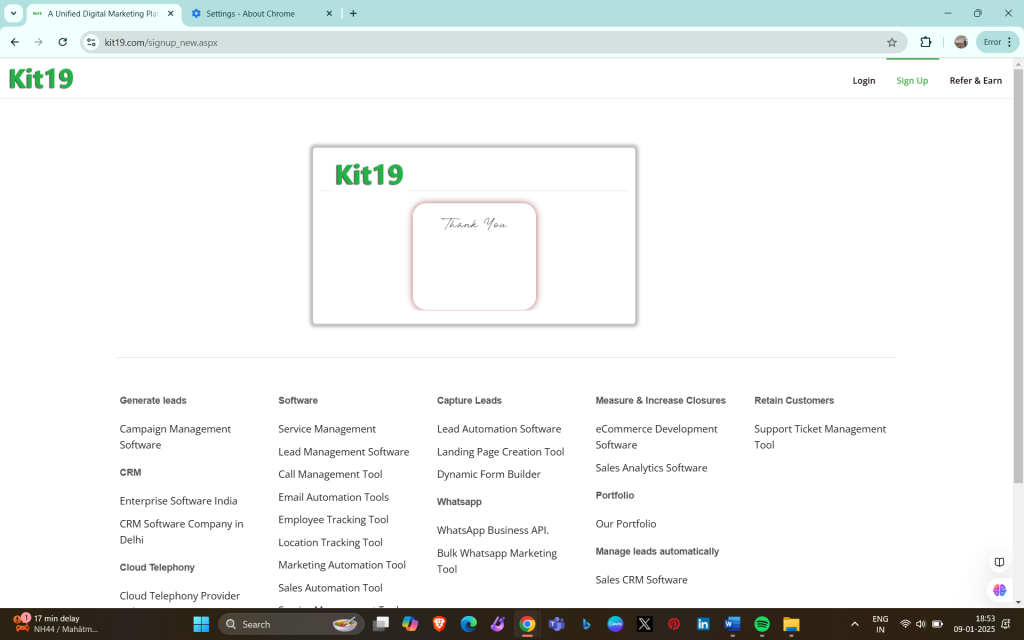 A Unified Digital Marketing Plat
Settings - About Chrome
kit19.com/signup_new.aspx
Error
Kit19
Login
Sign Up
Refer & Earn
Kit19
Thank You
Generate leads
Campaign Management
Software
CRM
Enterprise Software India
CRM Software Company in
Delhi
Cloud Telephony
Cloud Telephony Provider
Software
Service Management
Lead Management Software
Call Management Tool
Email Automation Tools
Employee Tracking Tool
Location Tracking Tool
Marketing Automation Tool
Sales Automation Tool
Capture Leads
Lead Automation Software
Landing Page Creation Tool
Dynamic Form Builder
Whatsapp
WhatsApp Business API.
Bulk Whatsapp Marketing
Tool
Measure & Increase Closures
eCommerce Development
Software
Sales Analytics Software
Portfolio
Our Portfolio
Manage leads automatically
Sales CRM Software
Retain Customers
Support Ticket Management
Tool
1
17 min delay
NH44 / Mahātm...
Search
ENG
IN
18:53
09-01-2025